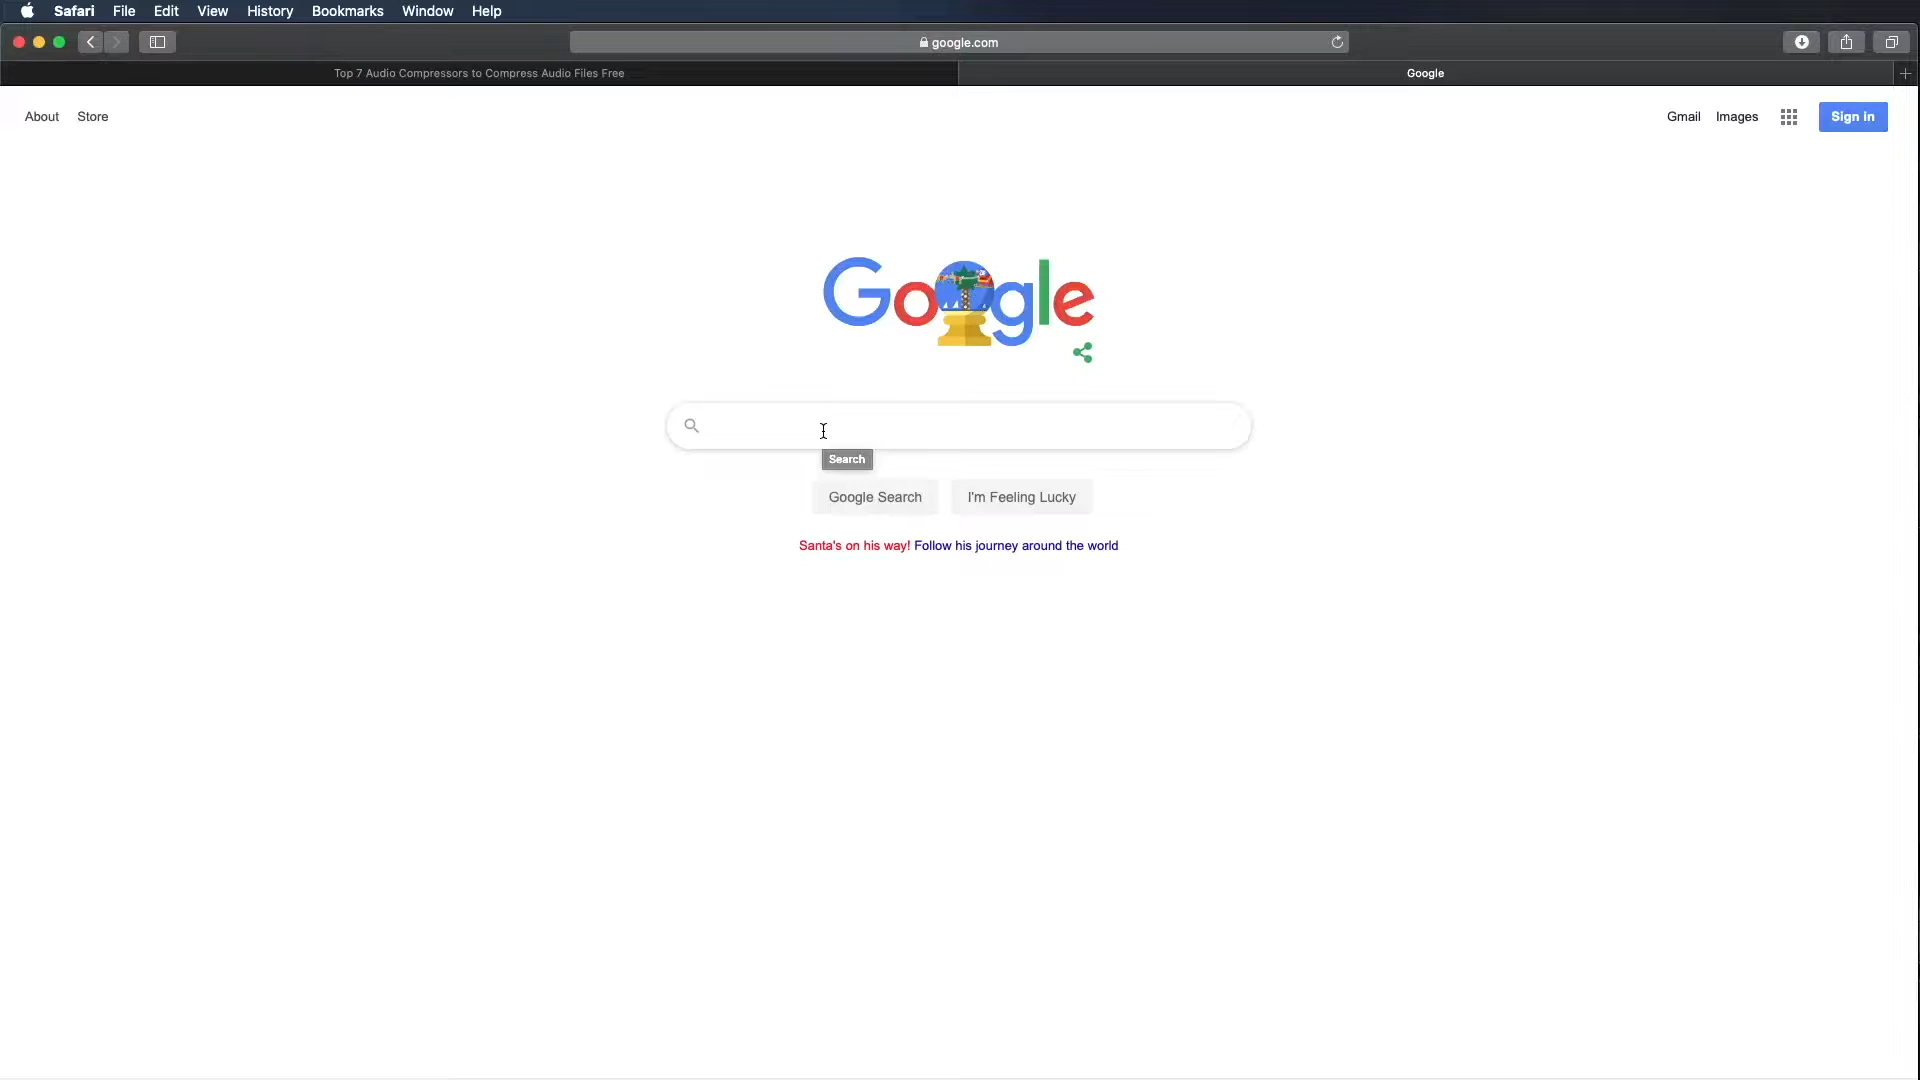 Safari File Edit View History Bookmarks Window Help
google.com
Top 7 Audio Compressors to Compress Audio Files Free
Google
About Store
Gmail Images Sign in
Google
Search
Google Search I'm Feeling Lucky
Santa's on his way! Follow his journey around the world